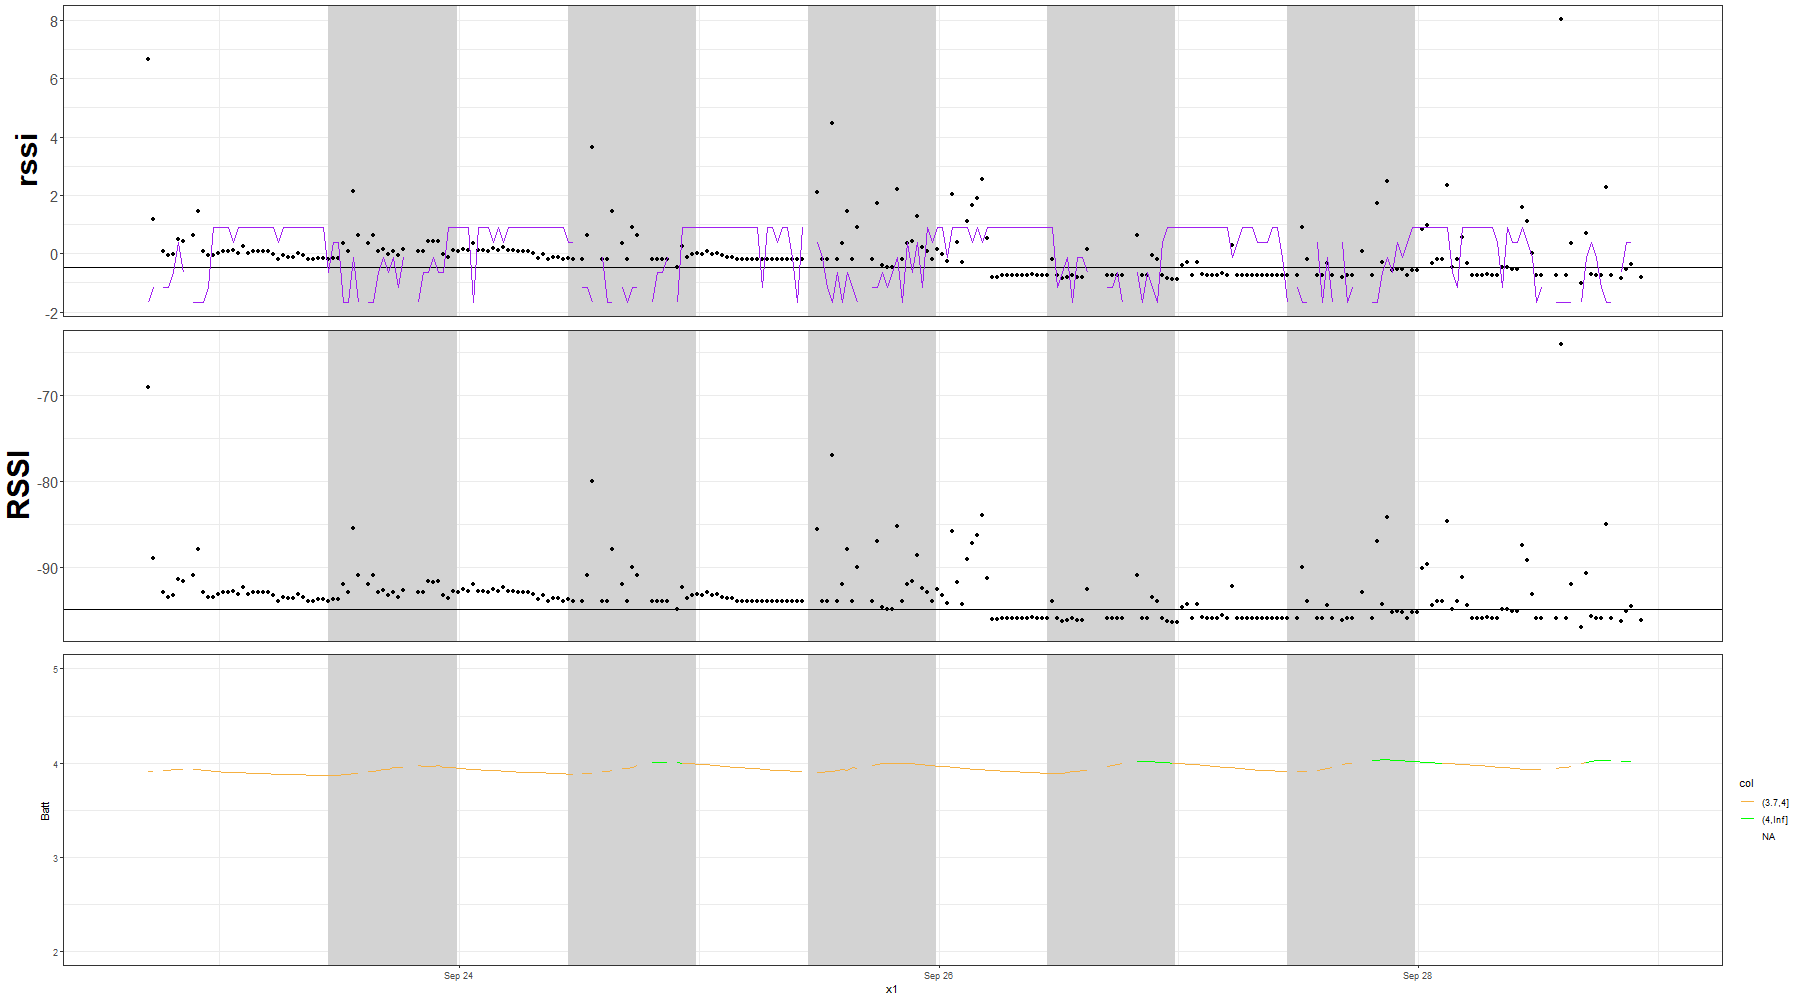 rssi
8
6
4
2
0
-2
RSSI
-70
-80
-90
Batt
5
4
3
2
Sep 24
Sep 26
Sep 28
x1
col
(3.7,4]
(4,Inf]
NA